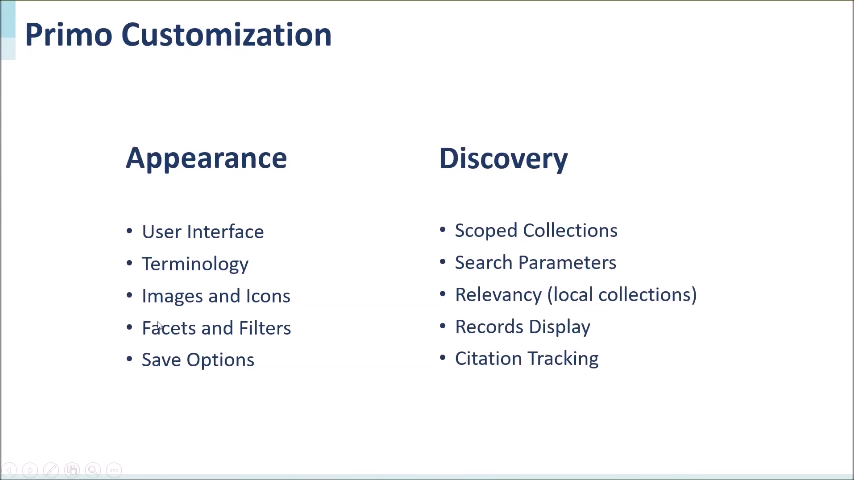 Primo Customization
Appearance
• User Interface
• Terminology
• Images and Icons
• Facets and Filters
• Save Options
Discovery
• Scoped Collections
• Search Parameters
• Relevancy (local collections)
• Records Display
• Citation Tracking